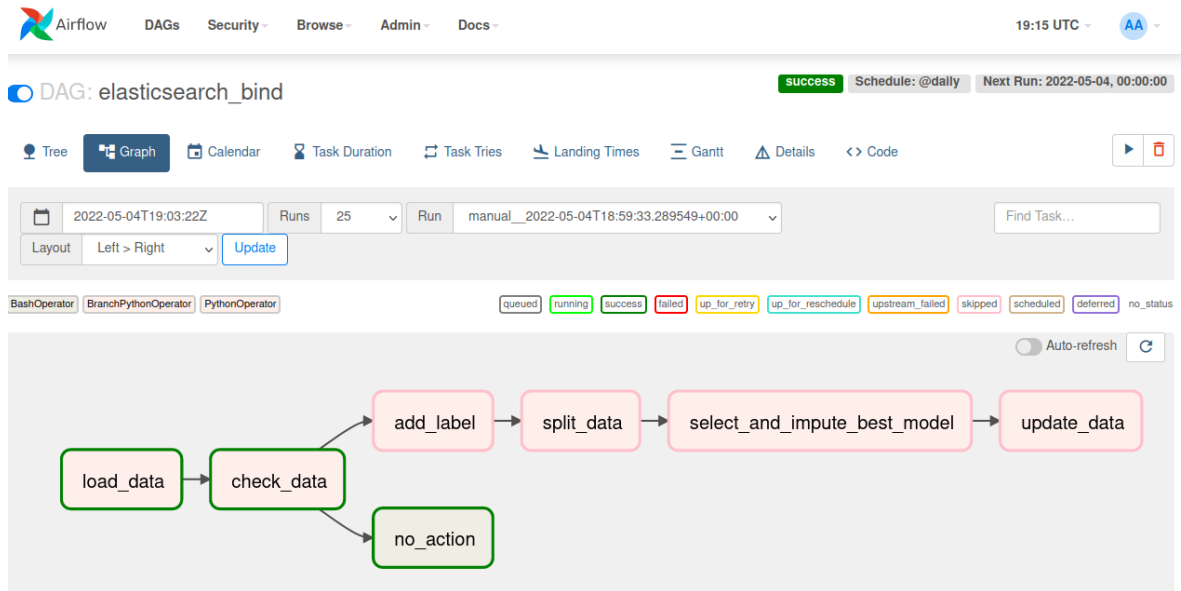 Airflow DAGs Security Browse Admin Docs 19:15 UTC AA
DAG: elasticsearch_bind success Schedule: @daily Next Run: 2022-05-04, 00:00:00
Tree Graph Calendar Task Duration Task Tries Landing Times Gantt Details Code
2022-05-04T19:03:22Z Runs 25 Run manual__2022-05-04T18:59:33.289549+00:00 Find Task...
Layout Left > Right Update
BashOperator BranchPythonOperator PythonOperator queued running success failed up_for_retry up_for_reschedule upstream_failed skipped scheduled deferred no_status
Auto-refresh
add_label split_data select_and_impute_best_model update_data
load_data check_data
no_action